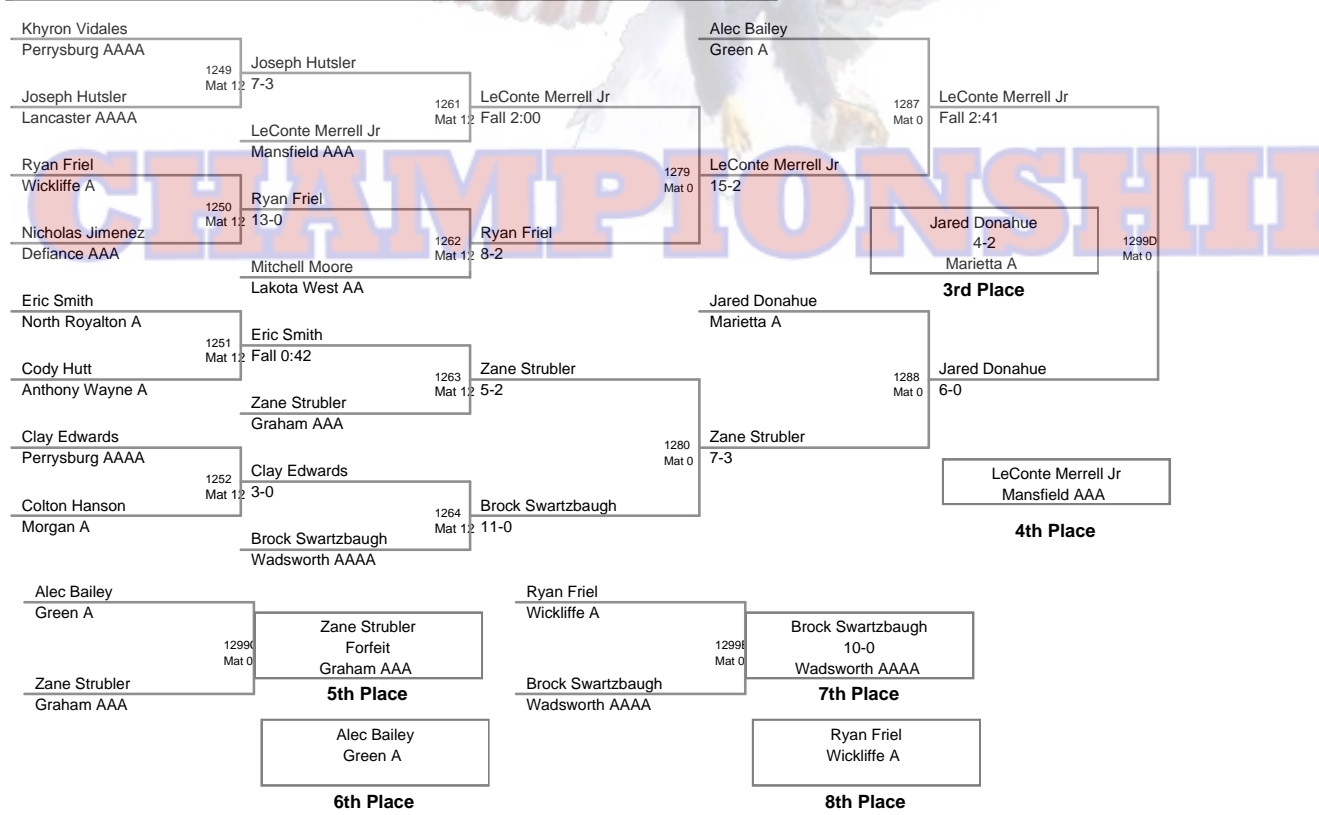 Khyron Vidales
Perrysburg AAAA
1249
Mat 12
Joseph Hutsler
7-3
Joseph Hutsler
Lancaster AAAA
1261
Mat 12
LeConte Merrell Jr
Fall 2:00
LeConte Merrell Jr
Mansfield AAA
Ryan Friel
Wickliffe A
1250
Mat 12
Ryan Friel
13-0
Nicholas Jimenez
Defiance AAA
1262
Mat 12
Ryan Friel
8-2
Mitchell Moore
Lakota West AA
Eric Smith
North Royalton A
1251
Mat 12
Eric Smith
Fall 0:42
Cody Hutt
Anthony Wayne A
1263
Mat 12
Zane Strubler
5-2
Zane Strubler
Graham AAA
Clay Edwards
Perrysburg AAAA
1252
Mat 12
Clay Edwards
3-0
Colton Hanson
Morgan A
1264
Mat 12
Brock Swartzbaugh
11-0
Brock Swartzbaugh
Wadsworth AAAA
Alec Bailey
Green A
1279
Mat 0
LeConte Merrell Jr
15-2
1287
Mat 0
LeConte Merrell Jr
Fall 2:41
CHAMPIONSHI
Jared Donahue
4-2
Marietta A
3rd Place
1299D
Mat 0
Jared Donahue
Marietta A
1280
Mat 0
Zane Strubler
7-3
1288
Mat 0
Jared Donahue
6-0
LeConte Merrell Jr
Mansfield AAA
4th Place
Alec Bailey
Green A
1299C
Mat 0
Zane Strubler
Graham AAA
Zane Strubler
Forfeit
Graham AAA
5th Place
Alec Bailey
Green A
6th Place
Ryan Friel
Wickliffe A
1299
Mat 0
Brock Swartzbaugh
Wadsworth AAAA
Brock Swartzbaugh
10-0
Wadsworth AAAA
7th Place
Ryan Friel
Wickliffe A
8th Place